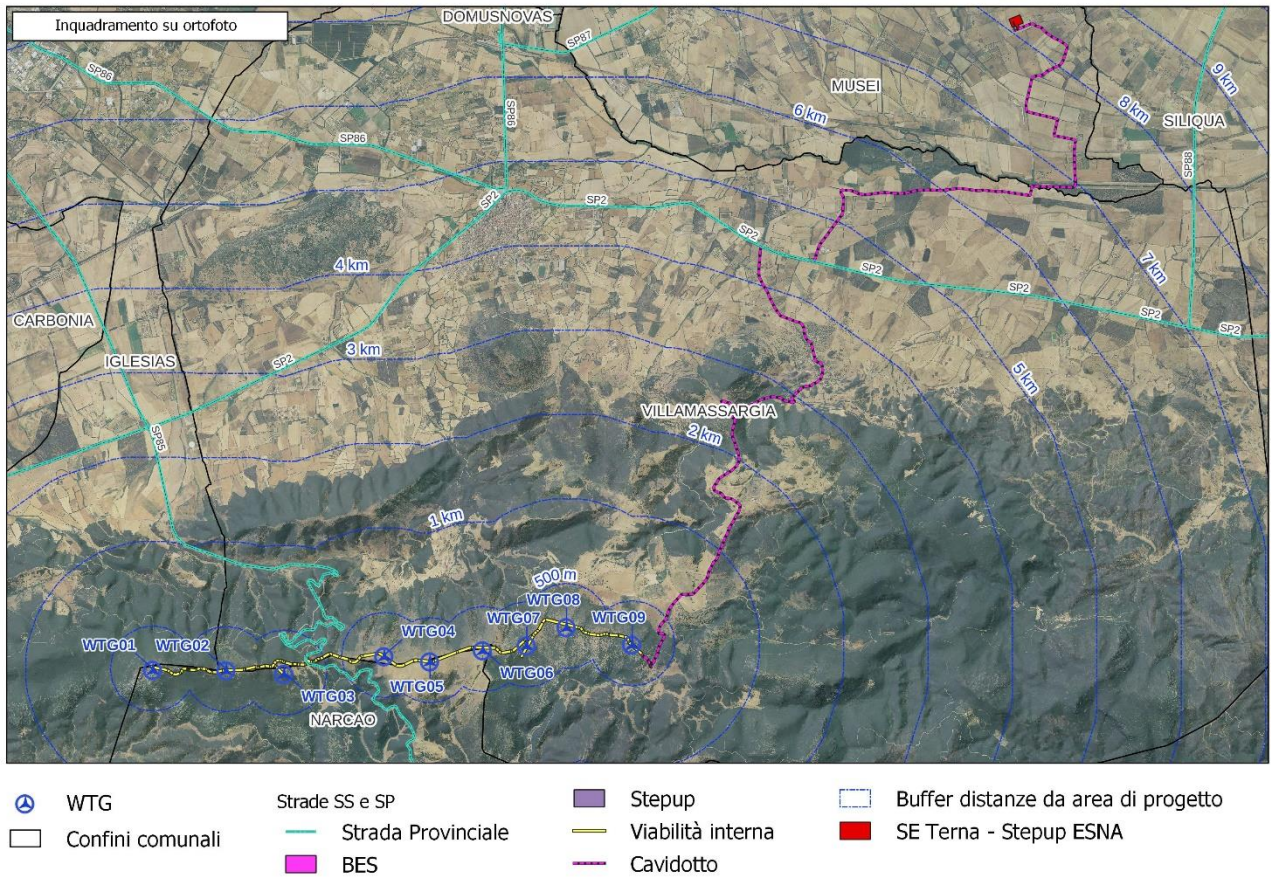 Inquadramento su ortofoto
DOMUSNOVAS
SP87
SP86
SP86
SP86
MUSEI
6 km
8 km
9 km
SILIQUA
SP88
SP2
SP2
SP2
SP2
SP2
SP2
4 km
7 km
CARBONIA
IGLESIAS
3 km
SP2
5 km
VILLAMASSARGIA
2 km
SP85
1 km
500 m
WTG08
WTG01
WTG02
WTG04
WTG07
WTG09
WTG05
WTG06
WTG03
NARCAO
WTG
Confini comunali
Strade SS e SP
Strada Provinciale
BES
Stepup
Viabilità interna
Cavidotto
Buffer distanze da area di progetto
SE Terna - Stepup ESNA